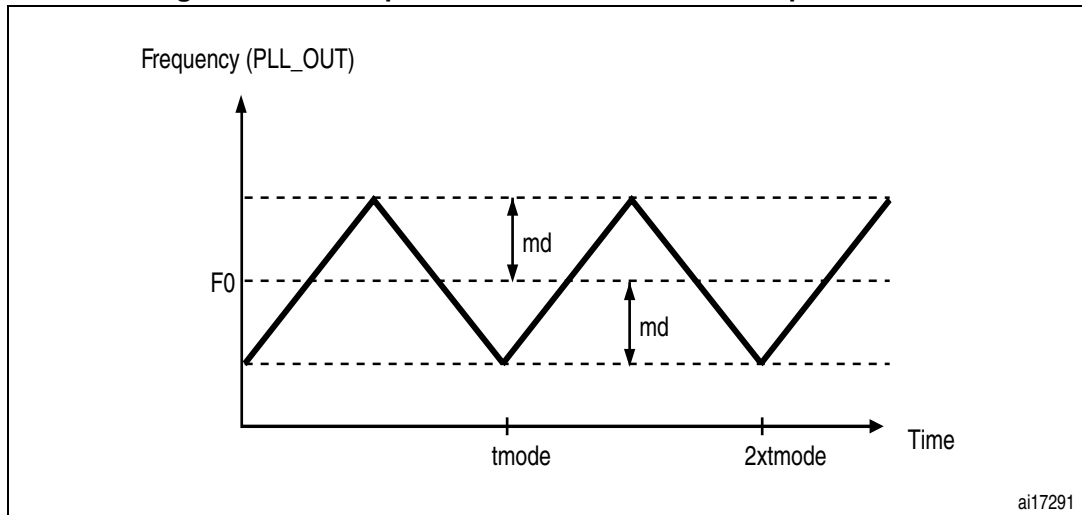 Frequency (PLL_OUT)
md
F0
md
tmode
2xtmode
Time
ai17291